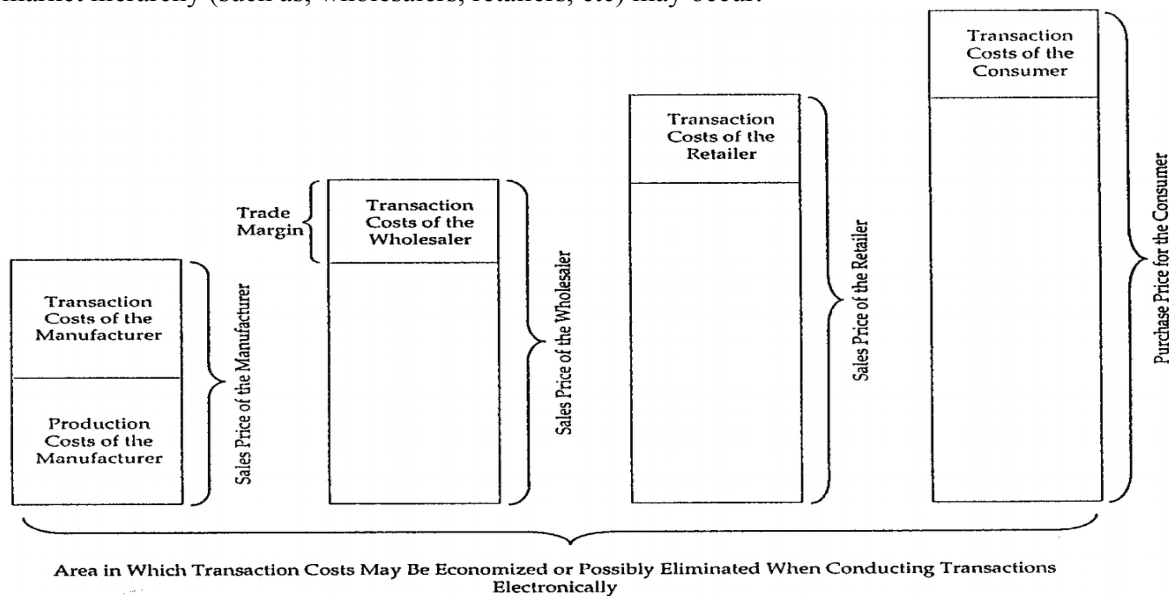 market hierarchy (such as, wholesalers, retailers, etc) may occur.
Transaction
Costs of the
Consumer
Transaction
Costs of the
Retailer
Trade
Margin
Transaction
Costs of the
Wholesaler
Transaction
Costs of the
Manufacturer
Production
Costs of the
Manufacturer
Sales Price of the Manufacturer
Sales Price of the Wholesaler
Sales Price of the Retailer
Purchase Price for the Consumer
Area in Which Transaction Costs May Be Economized or Possibly Eliminated When Conducting Transactions
Electronically